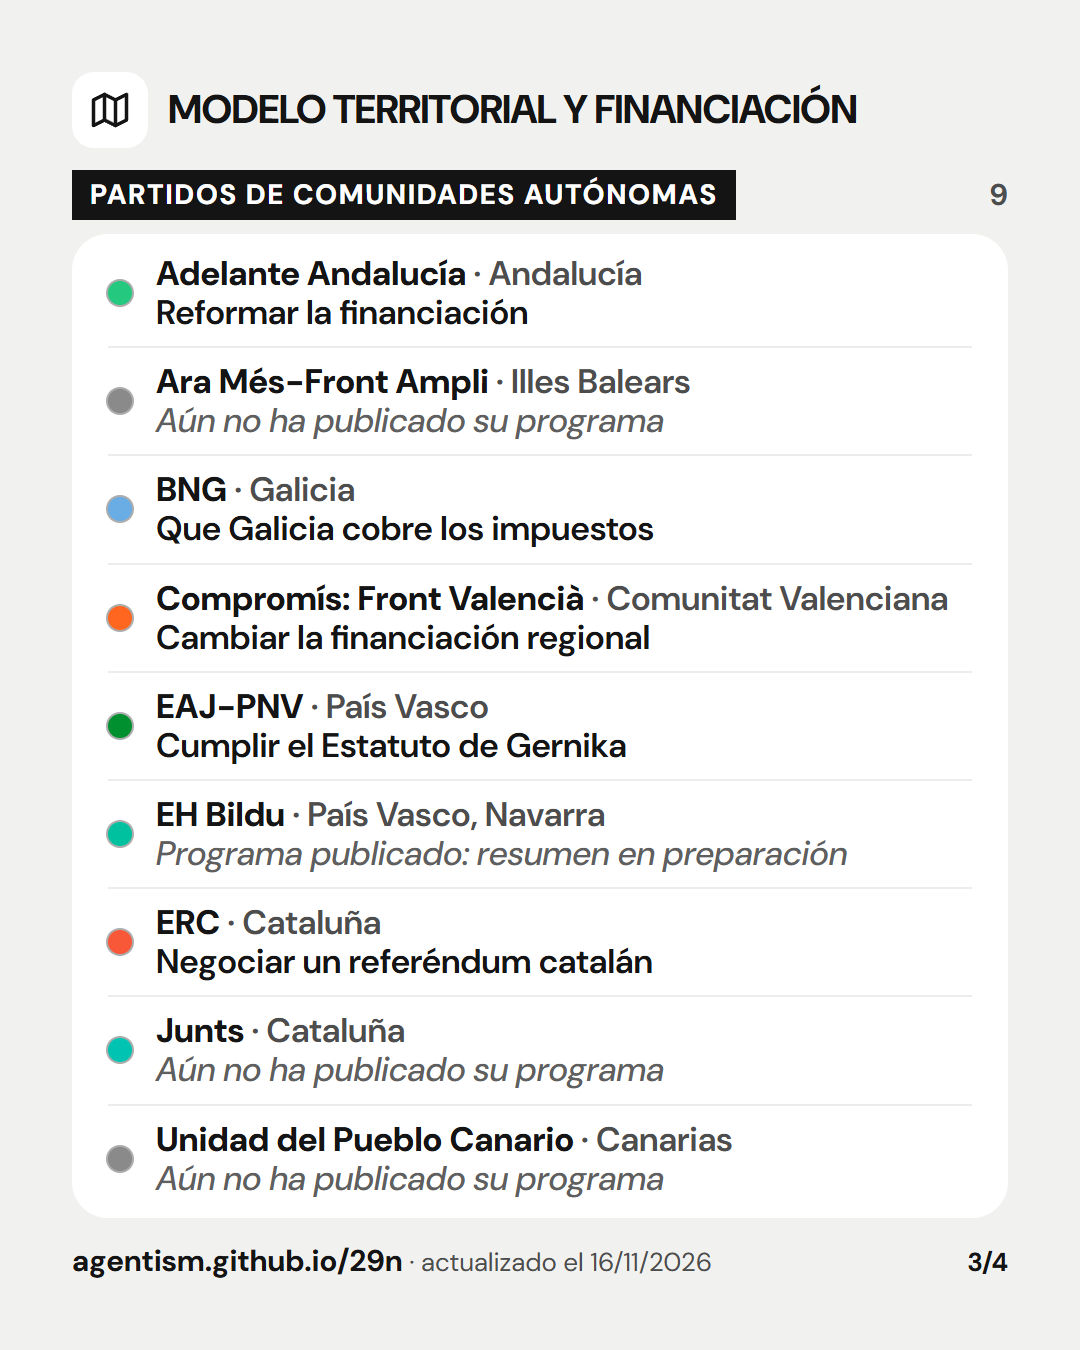 MODELO TERRITORIAL Y FINANCIACIÓN
PARTIDOS DE COMUNIDADES AUTÓNOMAS
9
Adelante Andalucía · Andalucía
Reformar la financiación
Ara Més–Front Ampli · Illes Balears
Aún no ha publicado su programa
BNG · Galicia
Que Galicia cobre los impuestos
Compromís: Front Valencià · Comunitat Valenciana
Cambiar la financiación regional
EAJ-PNV · País Vasco
Cumplir el Estatuto de Gernika
EH Bildu · País Vasco, Navarra
Programa publicado: resumen en preparación
ERC · Cataluña
Negociar un referéndum catalán
Junts · Cataluña
Aún no ha publicado su programa
Unidad del Pueblo Canario · Canarias
Aún no ha publicado su programa
agentism.github.io/29n · actualizado el 16/11/2026
3/4